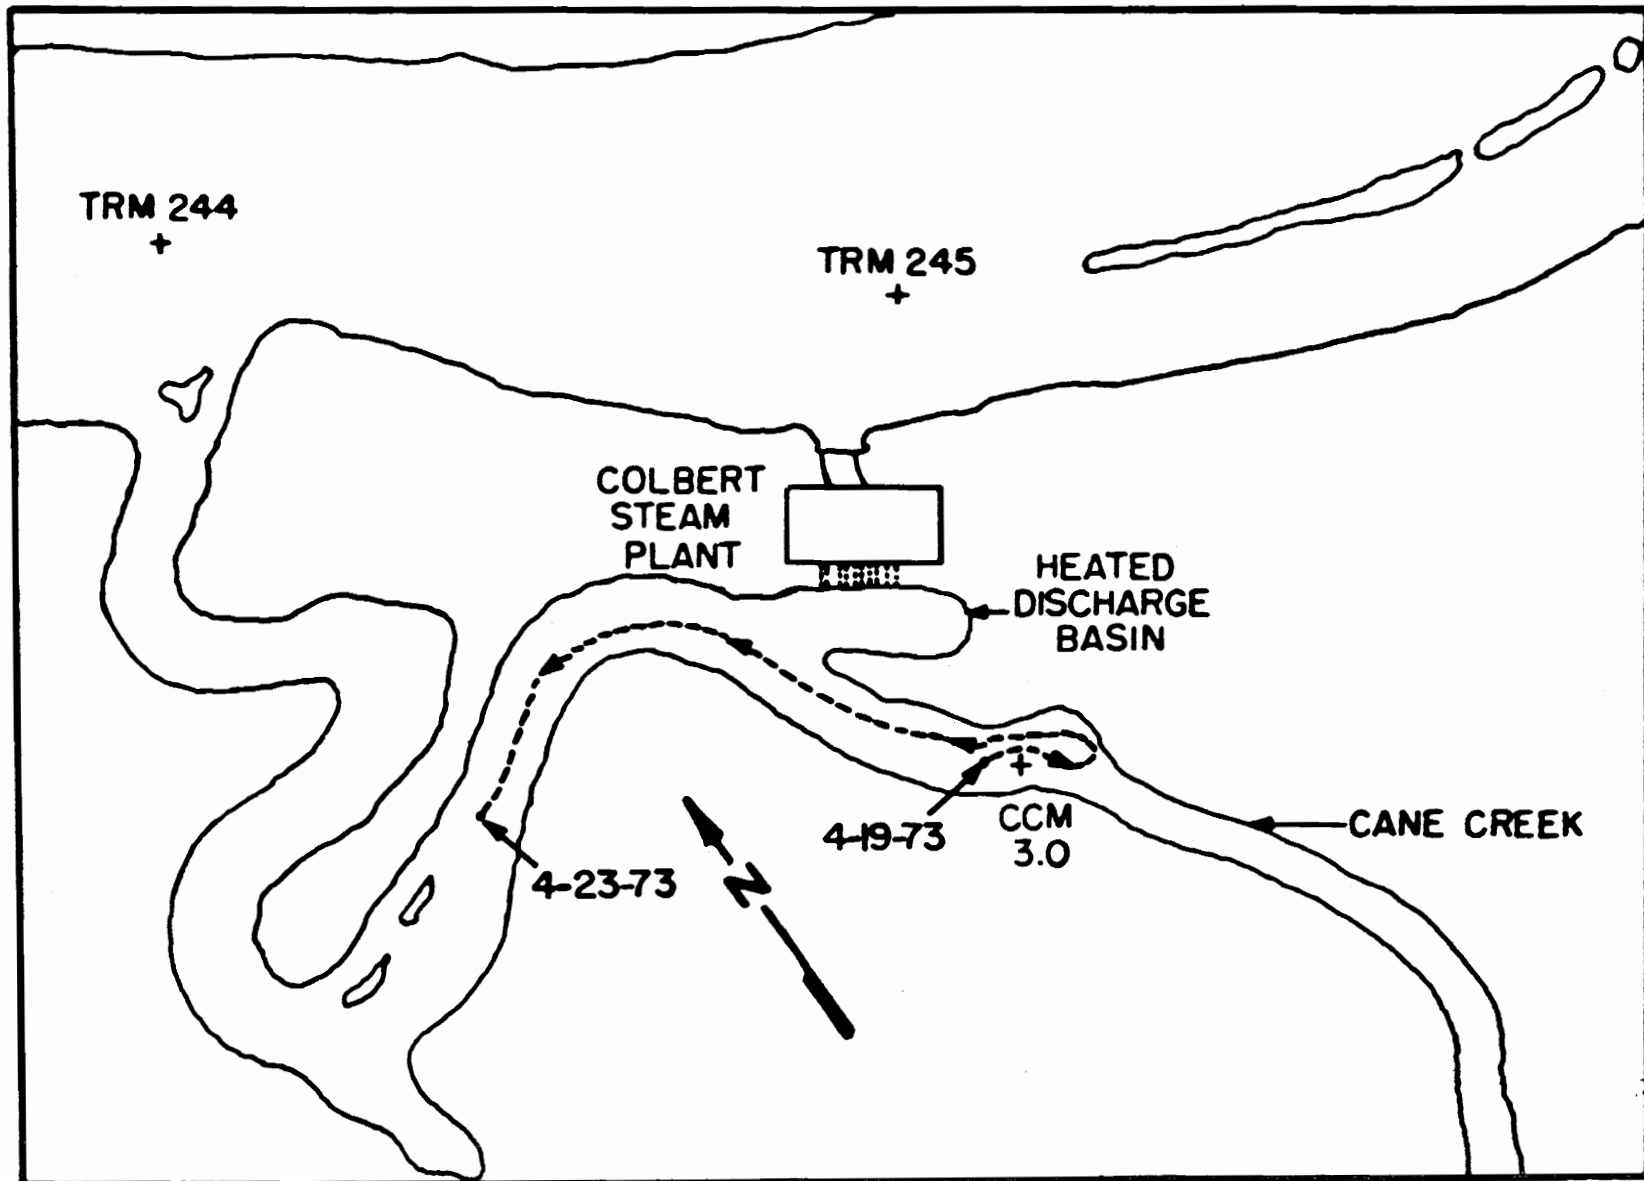 TRM 244
+
TRM 245
+
COLBERT
STEAM
PLANT
HEATED
DISCHARGE
BASIN
4-19-73
+
CCM
3.0
CANE CREEK
4-23-73
N